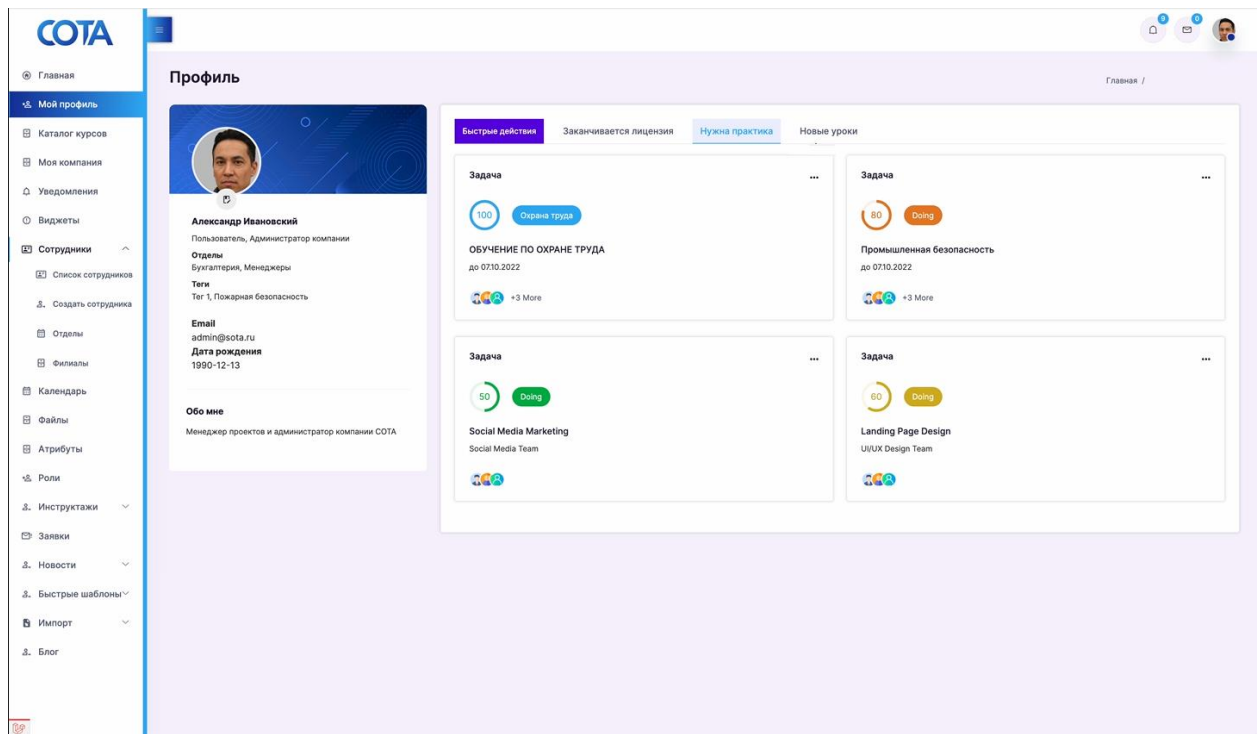 СОТА
9
0
Главная
Мой профиль
Каталог курсов
Моя компания
Уведомления
Виджеты
Сотрудники
Список сотрудников
Создать сотрудника
Отделы
Филиалы
Календарь
Файлы
Атрибуты
Роли
Инструктажи
Заявки
Новости
Быстрые шаблоны
Импорт
Блог
Профиль
Главная /
Александр Ивановский
Пользователь, Администратор компании
Отделы
Бухгалтерия, Менеджеры
Теги
Тег 1, Пожарная безопасность
Email
admin@sota.ru
Дата рождения
1990-12-13
Обо мне
Менеджер проектов и администратор компании СОТА
Быстрые действия Заканчивается лицензия Нужна практика Новые уроки
Задача
...
100 Охрана труда
ОБУЧЕНИЕ ПО ОХРАНЕ ТРУДА
до 07.10.2022
+3 More
Задача
...
80 Doing
Промышленная безопасность
до 07.10.2022
+3 More
Задача
...
50 Doing
Social Media Marketing
Social Media Team
Задача
...
60 Doing
Landing Page Design
UI/UX Design Team